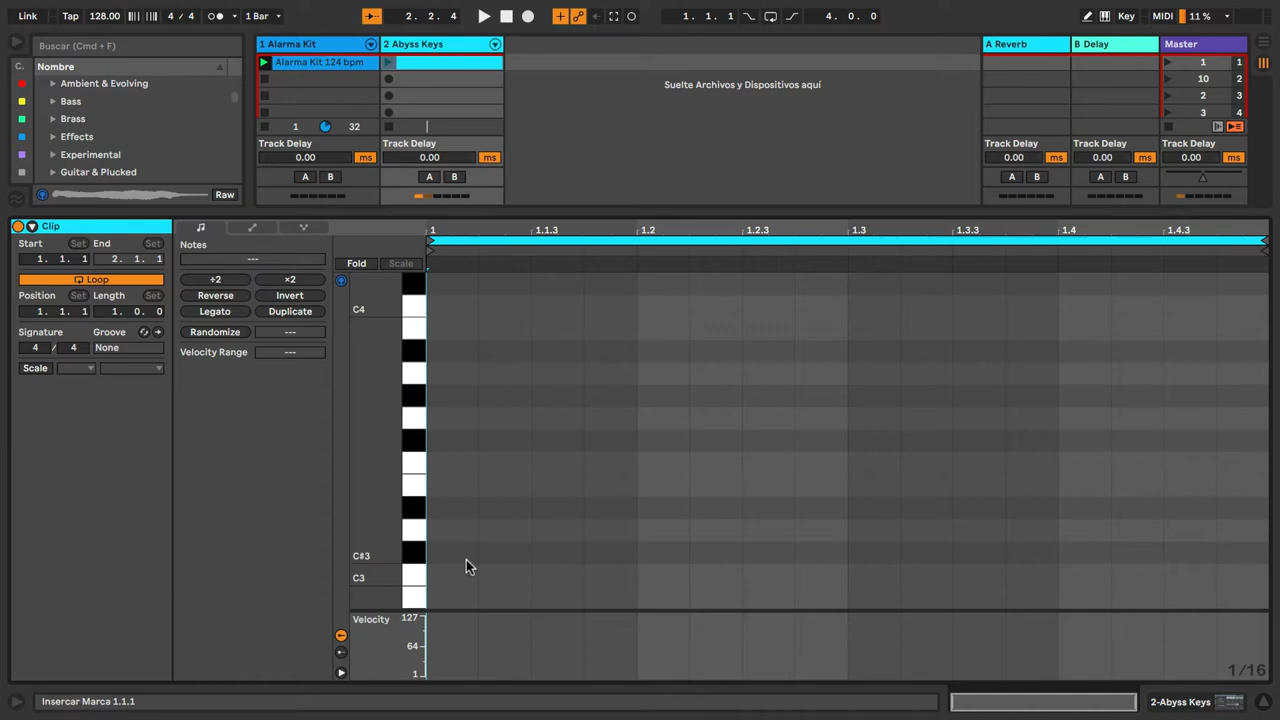 Link Tap 128.00 4 / 4 1 Bar 2. 2. 4 1. 1. 1 4. 0. 0 Key MIDI 11 %
Buscar (Cmd + F)
C. Nombre
Ambient & Evolving
Bass
Brass
Effects
Experimental
Guitar & Plucked
Raw
1 Alarma Kit 2 Abyss Keys A Reverb B Delay Master
Alarma Kit 124 bpm 1 1
Suelte Archivos y Dispositivos aquí 10 2
2 3
3 4
1 32
Track Delay Track Delay Track Delay Track Delay Track Delay
0.00 ms 0.00 ms 0.00 ms 0.00 ms 0.00 ms
A B A B A B A B
Clip
Start Set End Set
1. 1. 1 2. 1. 1
Loop
Position Set Length Set
1. 1. 1 1. 0. 0
Signature Groove
4 / 4 None
Scale
Notes
---
÷2 ×2
Reverse Invert
Legato Duplicate
Randomize ---
Velocity Range ---
1 1.1.3 1.2 1.2.3 1.3 1.3.3 1.4 1.4.3
Fold Scale
C4
C#3
C3
Velocity 127
64
1
1/16
Insercar Marca 1.1.1
2-Abyss Keys